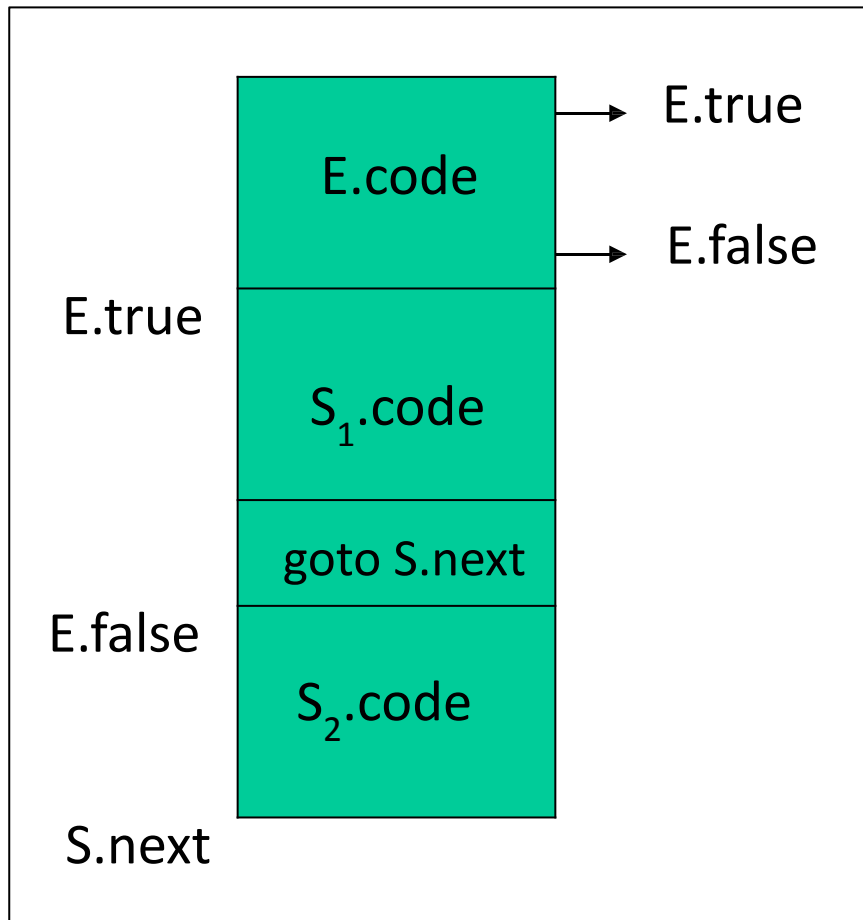 E.true
E.code
E.false
E.true
S₁.code
goto S.next
E.false
S₂.code
S.next